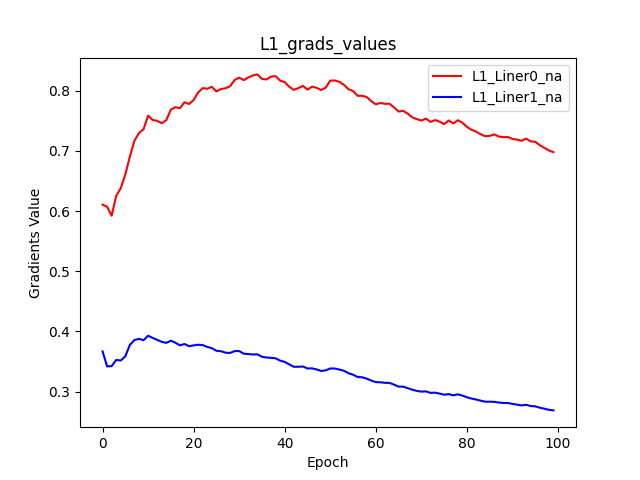 L1_grads_values
L1_Liner0_na
L1_Liner1_na
Gradients Value
0.8
0.7
0.6
0.5
0.4
0.3
0
20
40
60
80
100
Epoch